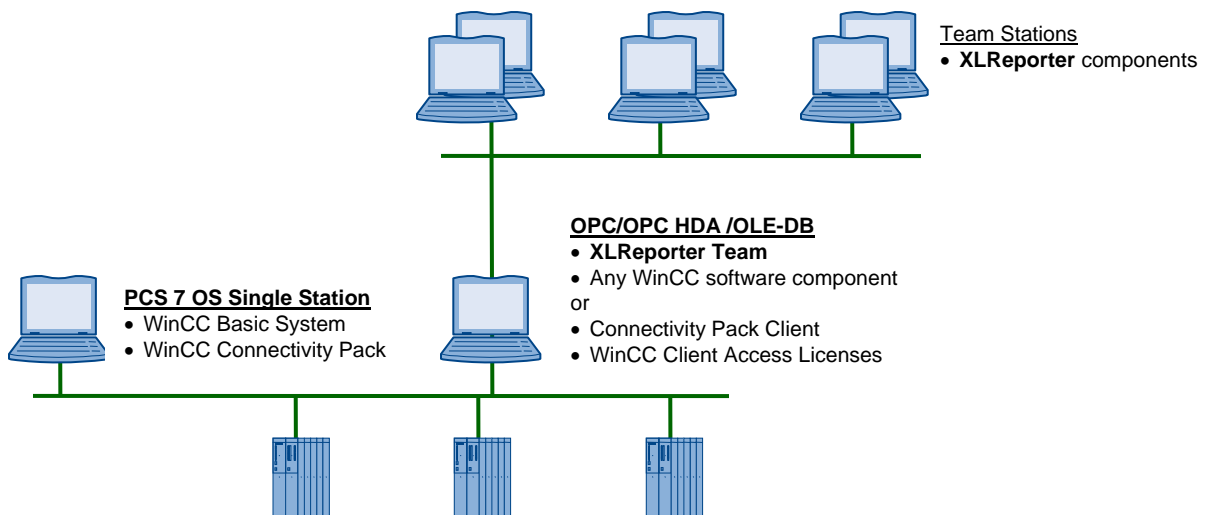 Team Stations
• XLReporter components
OPC/OPC HDA /OLE-DB
• XLReporter Team
• Any WinCC software component
or
• Connectivity Pack Client
• WinCC Client Access Licenses
PCS 7 OS Single Station
• WinCC Basic System
• WinCC Connectivity Pack